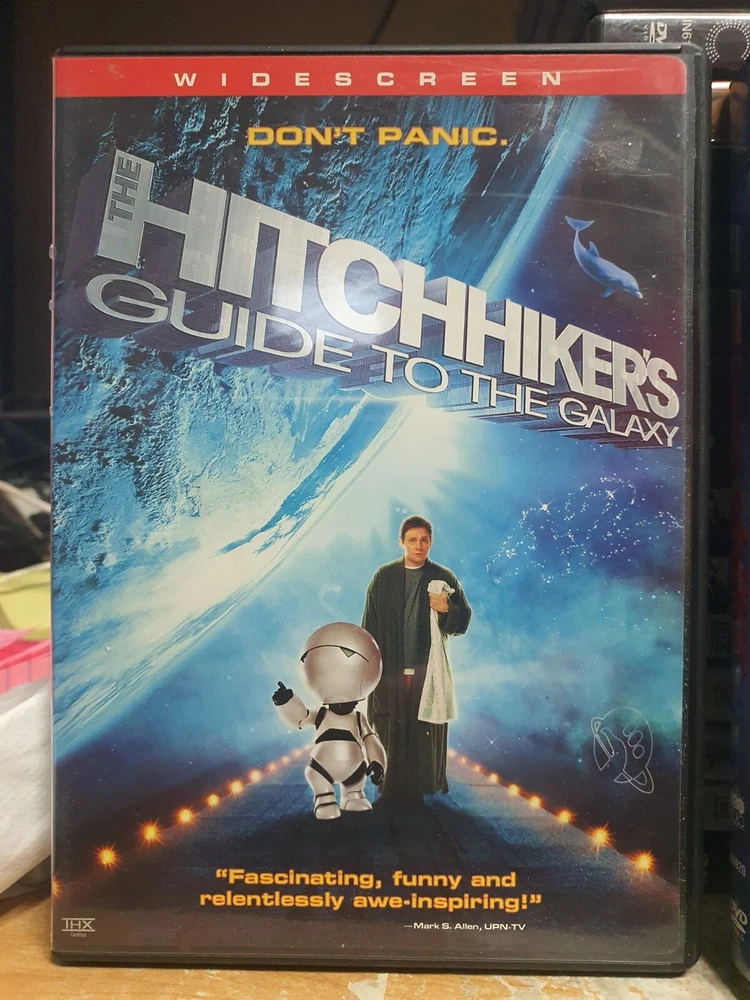 WIDESCREEN
DON'T PANIC.
THE
HITCHHIKER'S
GUIDE TO THE GALAXY
"Fascinating, funny and
relentlessly awe-inspiring!"
—Mark S. Allen, UPN-TV
THX